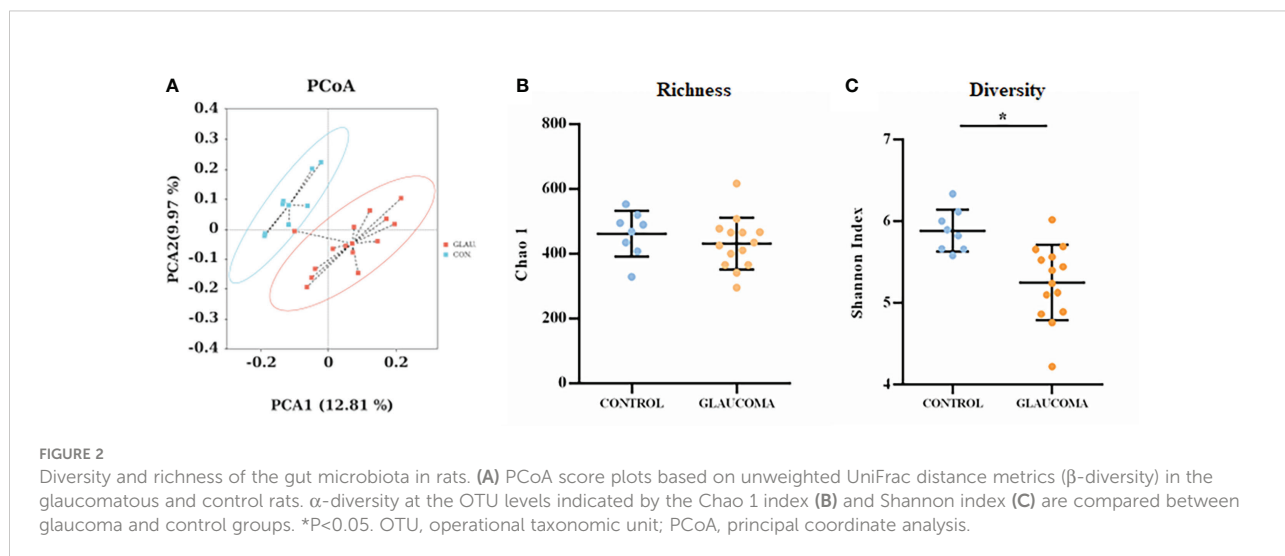 A
PCoA
0.4
0.3
0.2
0.1
0
-0.1
-0.2
-0.3
-0.4
PCA2(9.97 %)
-0.2
0
0.2
PCA1 (12.81 %)
GLAU.
CON
B
Richness
800
600
400
200
0
Chao 1
CONTROL
GLAUCOMA
C
Diversity
*
7
6
5
4
Shannon Index
CONTROL
GLAUCOMA
FIGURE 2
Diversity and richness of the gut microbiota in rats. (A) PCoA score plots based on unweighted UniFrac distance metrics (β-diversity) in the
glaucomatous and control rats. α-diversity at the OTU levels indicated by the Chao 1 index (B) and Shannon index (C) are compared between
glaucoma and control groups. *P<0.05. OTU, operational taxonomic unit; PCoA, principal coordinate analysis.